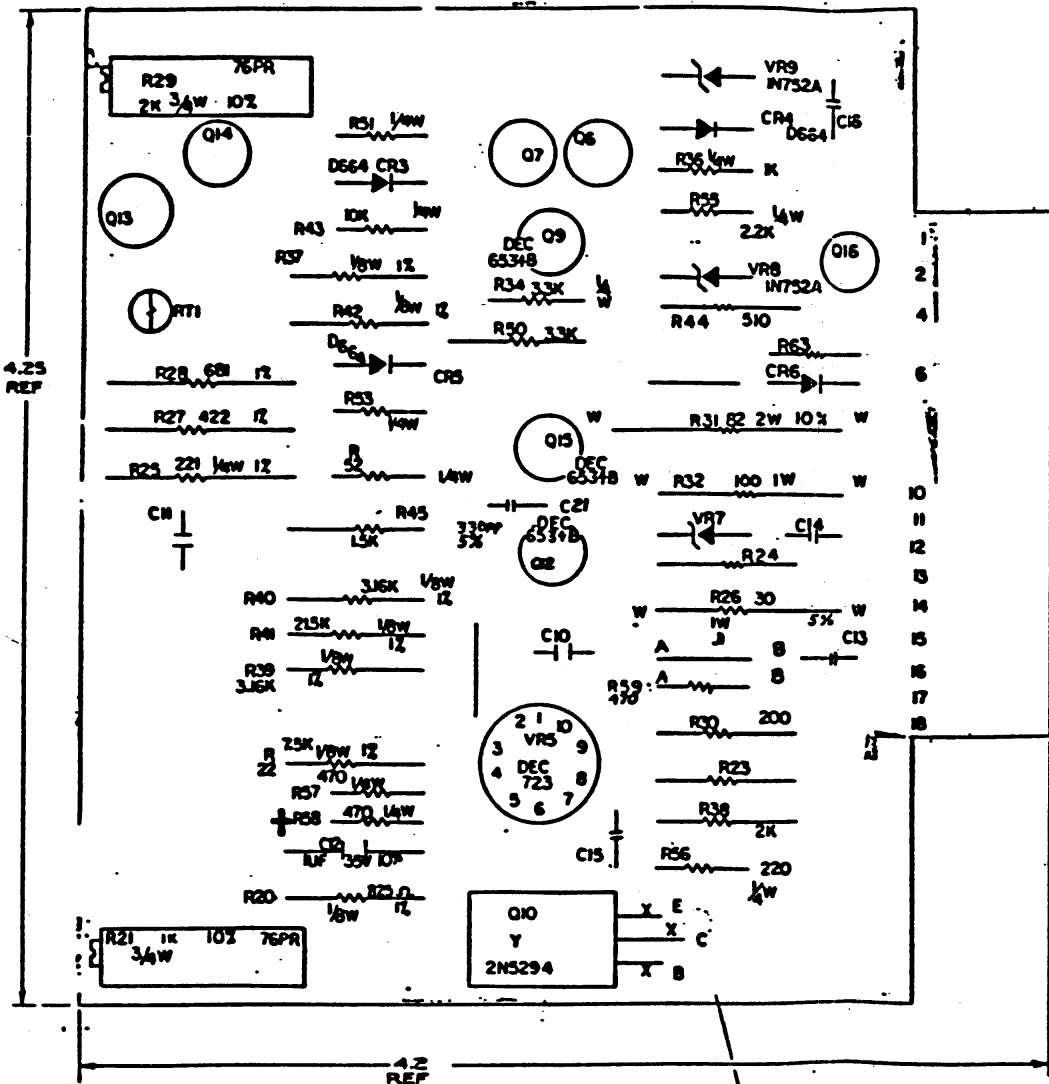 76PR
R29
2K 3/4W 10%
Q14
Q13
RT1
R28 681 1%
R27 422 1%
R25 221 1/4W 1%
C11
R51 1/4W
D664 CR3
10K 1/4W
R43
R37 1/8W 1%
R42 1/8W 1%
D664
CR5
R53
1/4W
R
52
1/4W
R45
1.5K
3.16K 1/8W
R40 1%
R41 21.5K 1/8W
1%
R39 1/8W
3.16K 1%
R 7.5K 1/8W 1%
22
470
R57 1/8W
R58 470 1/4W
C12
1UF 35V 10%
R20 825 Ω
1/8W 1%
R21 1K 10% 76PR
3/4W
Q7
Q6
Q9
DEC
6534B
R34 3.3K 1/4
W
R50 3.3K
Q15
DEC
6534B
C21
330PF
5%
DEC
6534B
Q12
C10
2 1 10
3 VR5 9
4 DEC 8
723
5 6 7
C15
Q10
Y
2N5294
X E
X C
X B
VR9
1N752A
C16
CR4
D664
R36 1/4W
1K
R55
1/4W
2.2K
Q16
VR8
1N752A
R44 510
R63
CR6
W R31 82 2W 10% W
W R32 100 1W W
VR7
C14
R24
R26 30
W 1W 5% W
C13
A B
A B
R59
470
R30 200
R23
R38
2K
R56
220
1/4W
1
2
4
6
10
11
12
13
14
15
16
17
18
4.25
REF
4.2
REF